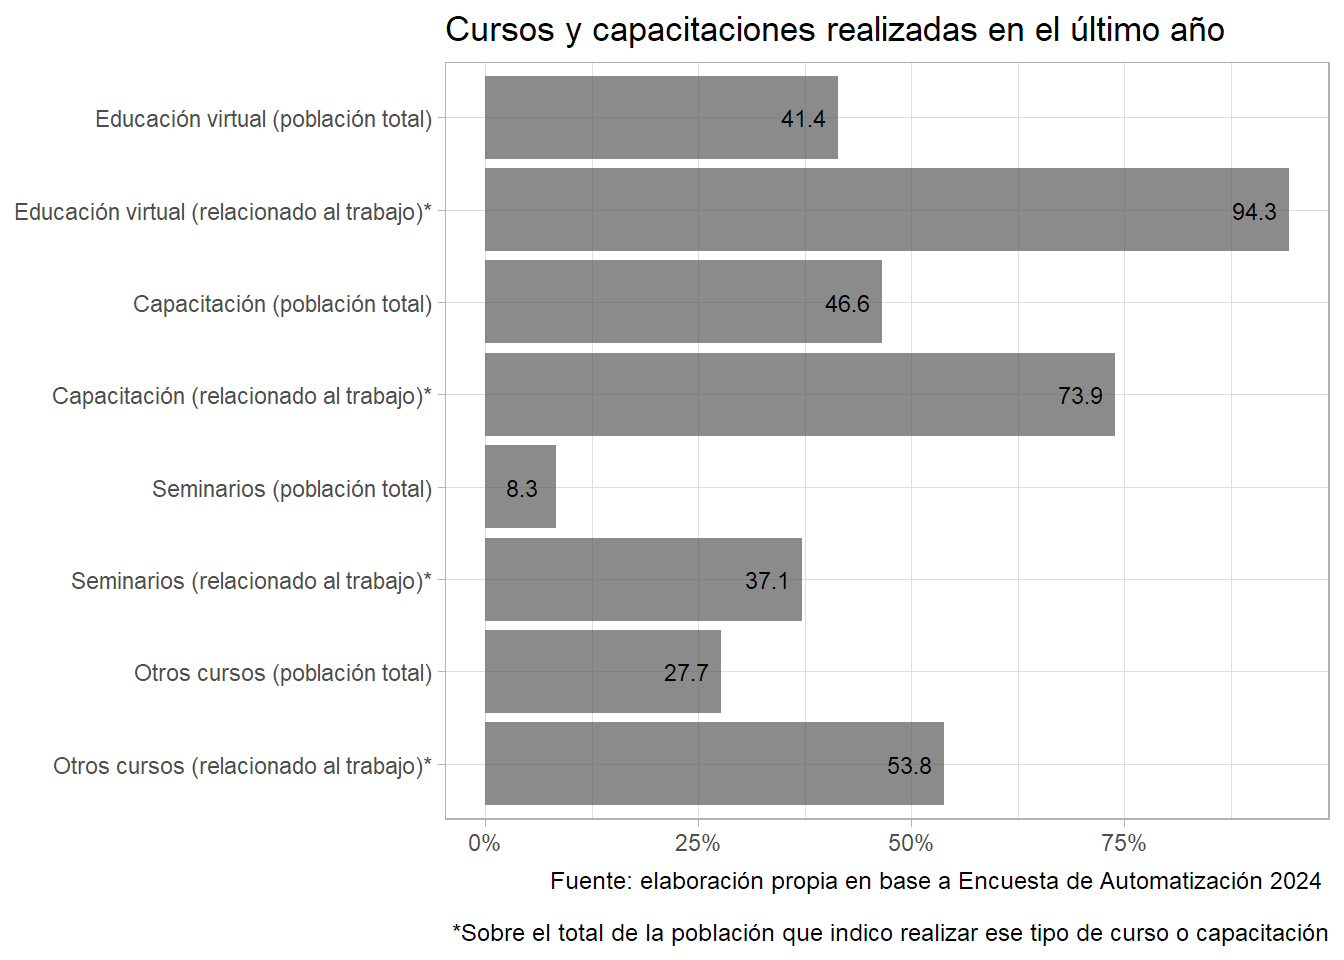 Cursos y capacitaciones realizadas en el último año
Educación virtual (población total)
41.4
Educación virtual (relacionado al trabajo)*
94.3
Capacitación (población total)
46.6
Capacitación (relacionado al trabajo)*
73.9
Seminarios (población total)
8.3
Seminarios (relacionado al trabajo)*
37.1
Otros cursos (población total)
27.7
Otros cursos (relacionado al trabajo)*
53.8
0% 25% 50% 75%
Fuente: elaboración propia en base a Encuesta de Automatización 2024
*Sobre el total de la población que indico realizar ese tipo de curso o capacitación